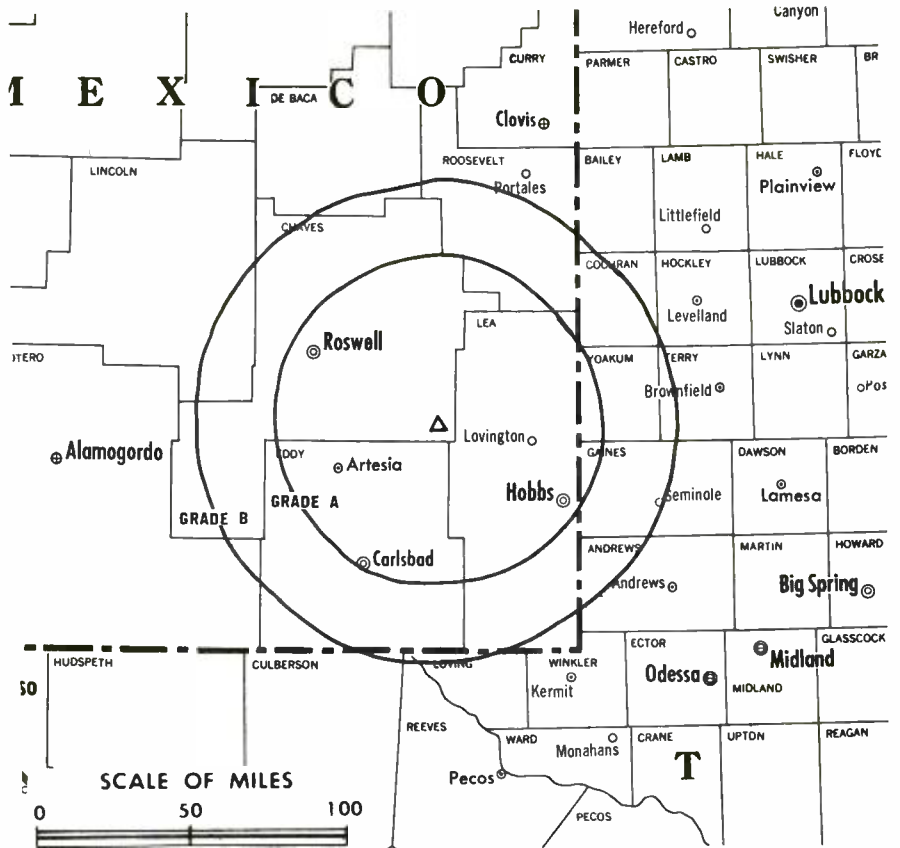 Canyon
Hereford
CURRY
PARMER
CASTRO
SWISHER
BR
M E X I C O
DE BACA
Clovis
ROOSEVELT
BAILEY
LAMB
HALE
FLOYD
LINCOLN
Portales
Plainview
Littlefield
CHAVES
COCHRAN
HOCKLEY
LUBBOCK
CROSB
Levelland
Lubbock
Slaton
LEA
Roswell
OTERO
YOAKUM
TERRY
LYNN
GARZA
Brownfield
Pos
Lovington
Alamogordo
EDDY
GAINES
DAWSON
BORDEN
Artesia
GRADE A
Hobbs
Seminole
Lamesa
GRADE B
ANDREWS
MARTIN
HOWARD
Carlsbad
Andrews
Big Spring
ECTOR
GLASSCOCK
HUDSPETH
CULBERSON
LOVING
WINKLER
Midland
Kermit
Odessa
MIDLAND
REEVES
WARD
CRANE
UPTON
REAGAN
Monahans
T
SCALE OF MILES
Pecos
0 50 100
PECOS